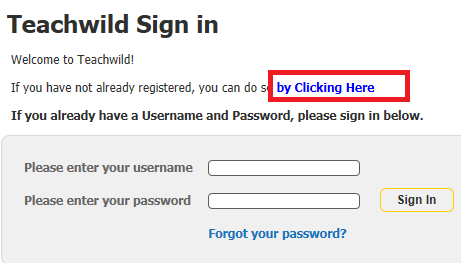 Teachwild Sign in
Welcome to Teachwild!
If you have not already registered, you can do so by Clicking Here
If you already have a Username and Password, please sign in below.
Please enter your username
Please enter your password
Sign In
Forgot your password?